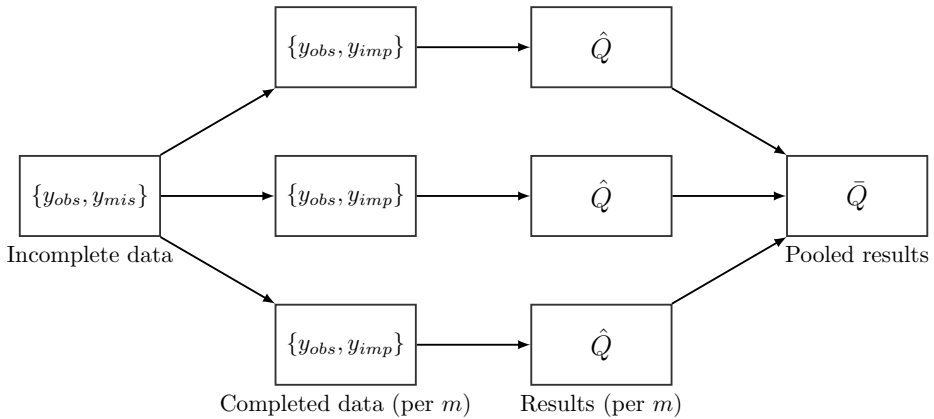 {y_obs, y_imp}
Q̂
{y_obs, y_mis}
{y_obs, y_imp}
Q̂
Q̄
Incomplete data
Pooled results
{y_obs, y_imp}
Q̂
Completed data (per m)
Results (per m)